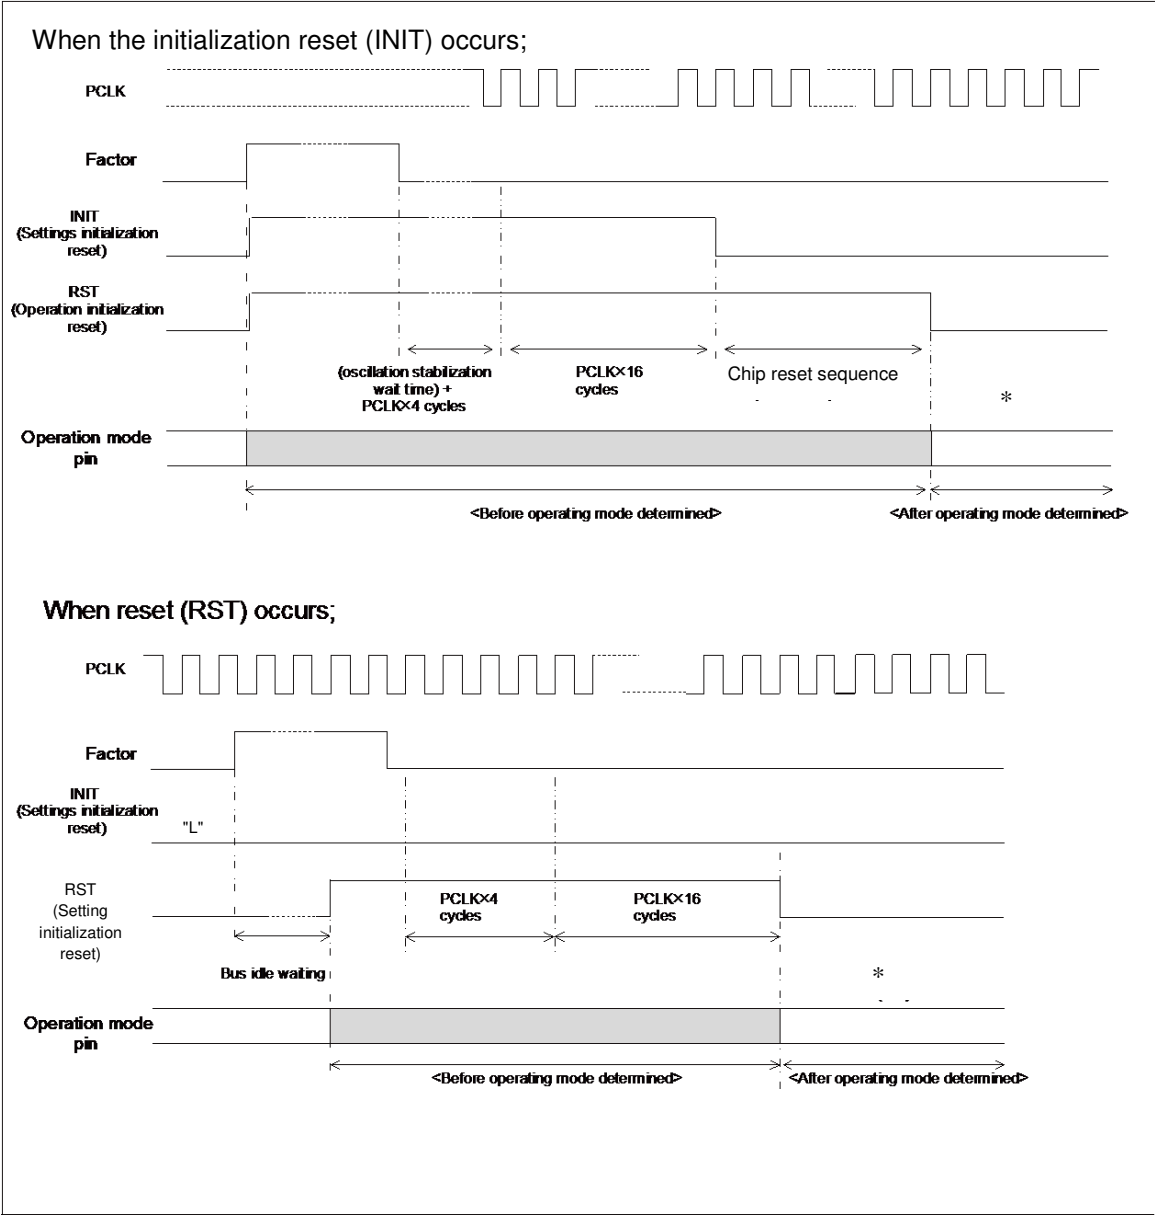 When the initialization reset (INIT) occurs;
PCLK
Factor
INIT
(Settings initialization
reset)
RST
(Operation initialization
reset)
(oscillation stabilization
wait time) +
PCLK×4 cycles
PCLK×16
cycles
Chip reset sequence
*
Operation mode
pin
<Before operating mode determined>
<After operating mode determined>
When reset (RST) occurs;
PCLK
Factor
INIT
(Settings initialization
reset)
"L"
RST
(Setting
initialization
reset)
PCLK×4
cycles
PCLK×16
cycles
Bus idle waiting
*
Operation mode
pin
<Before operating mode determined>
<After operating mode determined>